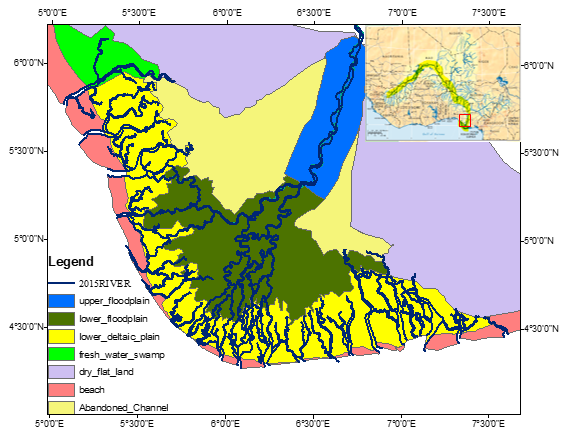 5°0'0"E 5°30'0"E 6°0'0"E 6°30'0"E 7°0'0"E 7°30'0"E
6°0'0"N 6°0'0"N
5°30'0"N 5°30'0"N
5°0'0"N 5°0'0"N
4°30'0"N 4°30'0"N
Legend
2015RIVER
upper_floodplain
lower_floodplain
lower_deltaic_plain
fresh_water_swamp
dry_flat_land
beach
Abandoned_Channel
5°0'0"E 5°30'0"E 6°0'0"E 6°30'0"E 7°0'0"E 7°30'0"E